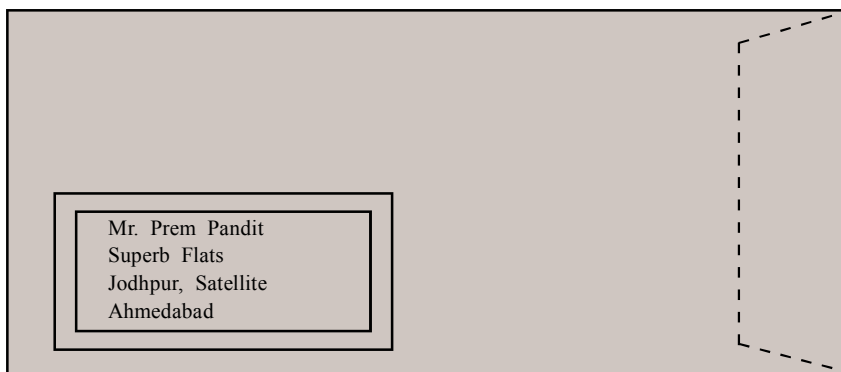 Mr. Prem Pandit
Superb Flats
Jodhpur, Satellite
Ahmedabad